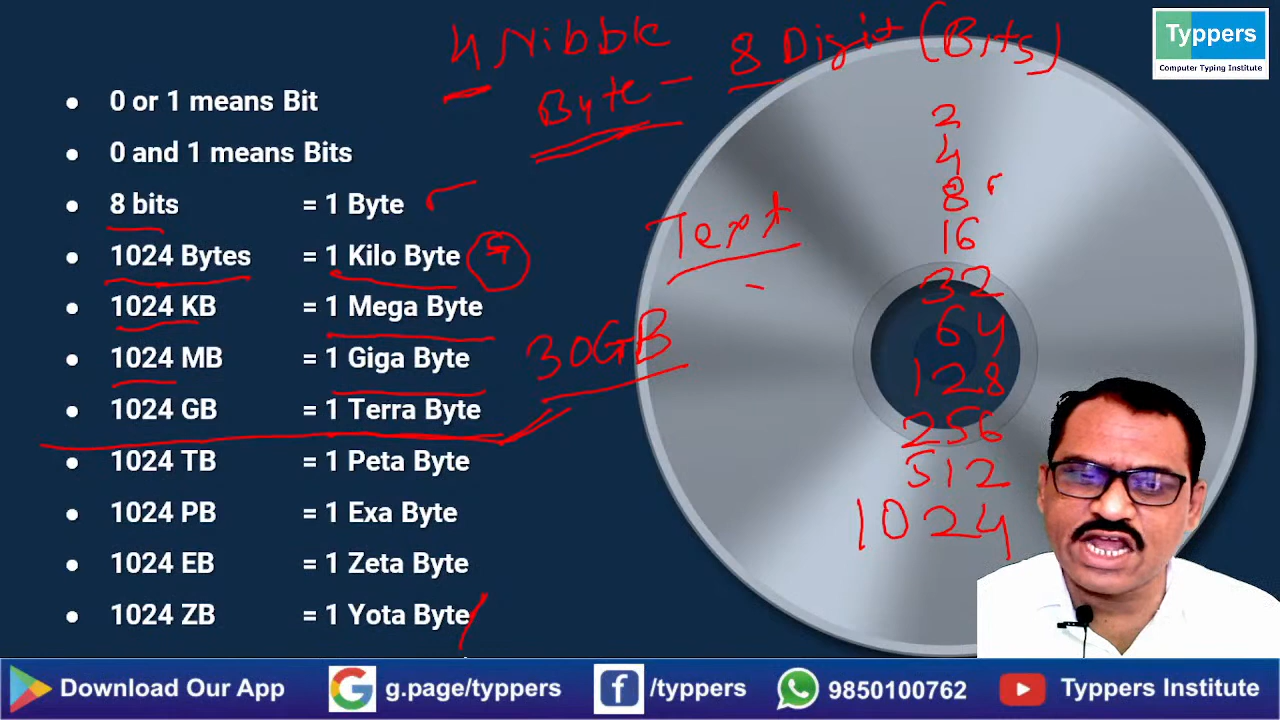 4 Nibble
Byte - 8 Digit (Bits)
Typpers
Computer Typing Institute
• 0 or 1 means Bit
• 0 and 1 means Bits
• 8 bits = 1 Byte
• 1024 Bytes = 1 Kilo Byte
• 1024 KB = 1 Mega Byte
• 1024 MB = 1 Giga Byte
• 1024 GB = 1 Terra Byte
• 1024 TB = 1 Peta Byte
• 1024 PB = 1 Exa Byte
• 1024 EB = 1 Zeta Byte
• 1024 ZB = 1 Yota Byte
Text
30GB
2
4
8
16
32
64
128
256
512
1024
Download Our App
g.page/typpers
/typpers
9850100762
Typpers Institute